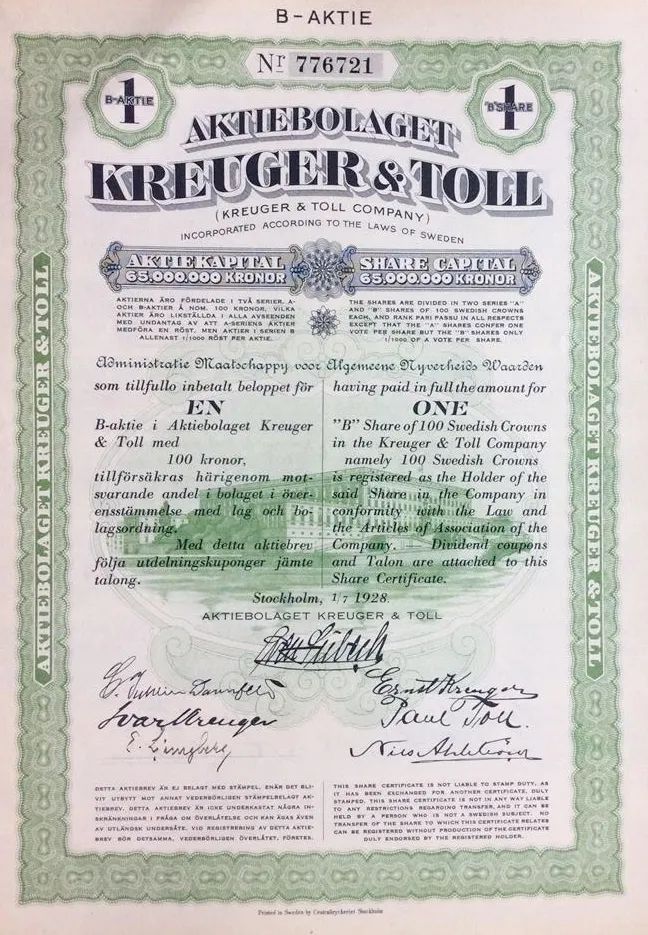 B-AKTIE
Nr 776721
1
B-AKTIE
1
"B" SHARE
AKTIEBOLAGET
KREUGER & TOLL
(KREUGER & TOLL COMPANY)
INCORPORATED ACCORDING TO THE LAWS OF SWEDEN
AKTIEKAPITAL
65.000.000 KRONOR
SHARE CAPITAL
65.000.000 KRONOR
AKTIERNA ÄRO FÖRDELADE I TVÅ SERIER. A-
OCH B-AKTIER Å NOM. 100 KRONOR, VILKA
AKTIER ÄRO LIKSTÄLLDA I ALLA AVSEENDEN
MED UNDANTAG AV ATT A-SERIENS AKTIER
MEDFÖRA EN RÖST. MEN AKTIER I SERIEN B
ALLENAST 1/1000 RÖST PER AKTIE.
THE SHARES ARE DIVIDED IN TWO SERIES "A"
AND "B" SHARES OF 100 SWEDISH CROWNS
EACH, AND RANK PARI PASSU IN ALL RESPECTS
EXCEPT THAT THE "A" SHARES CONFER ONE
VOTE PER SHARE BUT THE "B" SHARES ONLY
1/1000 OF A VOTE PER SHARE.
Administratie Maatschappy voor Algemeene Nyverheids Waarden
som tillfullo inbetalt beloppet för
EN
B-aktie i Aktiebolaget Kreuger
& Toll med
100 kronor,
tillförsäkras härigenom mot-
svarande andel i bolaget i över-
ensstämmelse med lag och bo-
lagsordning.
Med detta aktiebrev
följa utdelningskuponger jämte
talong.
having paid in full the amount for
ONE
"B" Share of 100 Swedish Crowns
in the Kreuger & Toll Company
namely 100 Swedish Crowns
is registered as the Holder of the
said Share in the Company in
conformity with the Law and
the Articles of Association of the
Company. — Dividend coupons
and Talon are attached to this
Share Certificate.
Stockholm, 1/7 1928.
AKTIEBOLAGET KREUGER & TOLL
Ernst Kreuger
Ivar Kreuger
Paul Toll.
E. Ljungberg
Nils Ahlström
DETTA AKTIEBREV ÄR EJ BELAGT MED STÄMPEL, ENÄR DET BLI-
VIT UTBYTT MOT ANNAT VEDERBÖRLIGEN STÄMPELBELAGT AK-
TIEBREV. DETTA AKTIEBREV ÄR ICKE UNDERKASTAT NÅGRA IN-
SKRÄNKNINGAR I FRÅGA OM ÖVERLÅTELSE OCH KAN ÄGAS ÄVEN
AV UTLÄNDSK UNDERSÅTE. VID REGISTRERING AV DETTA AKTIE-
BREV BÖR DETSAMMA, VEDERBÖRLIGEN ÖVERLÅTET, FÖRETES.
THIS SHARE CERTIFICATE IS NOT LIABLE TO STAMP DUTY, AS
IT HAS BEEN EXCHANGED FOR ANOTHER CERTIFICATE, DULY
STAMPED. THIS SHARE CERTIFICATE IS NOT IN ANY WAY LIABLE
TO ANY RESTRICTIONS REGARDING TRANSFER, AND IT CAN BE
HELD BY A PERSON WHO IS NOT A SWEDISH SUBJECT. NO
TRANSFER OF THE SHARE TO WHICH THIS CERTIFICATE RELATES
CAN BE REGISTERED WITHOUT PRODUCTION OF THE CERTIFICATE
DULY ENDORSED BY THE REGISTERED HOLDER.
AKTIEBOLAGET KREUGER & TOLL
AKTIEBOLAGET KREUGER & TOLL
Printed in Sweden by Centraltryckeriet Stockholm